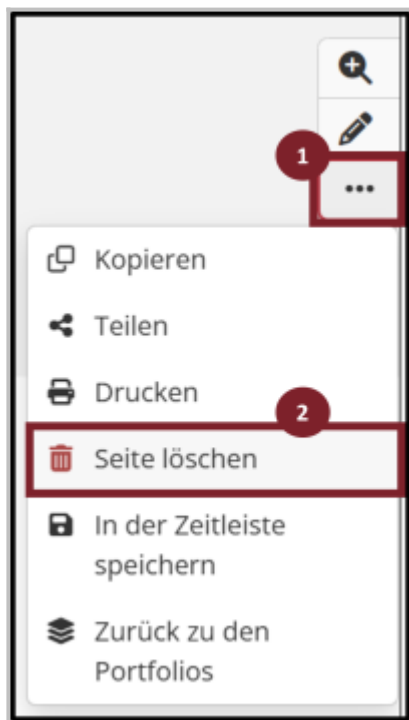 1
Kopieren
Teilen
Drucken
2
Seite löschen
In der Zeitleiste
speichern
Zurück zu den
Portfolios